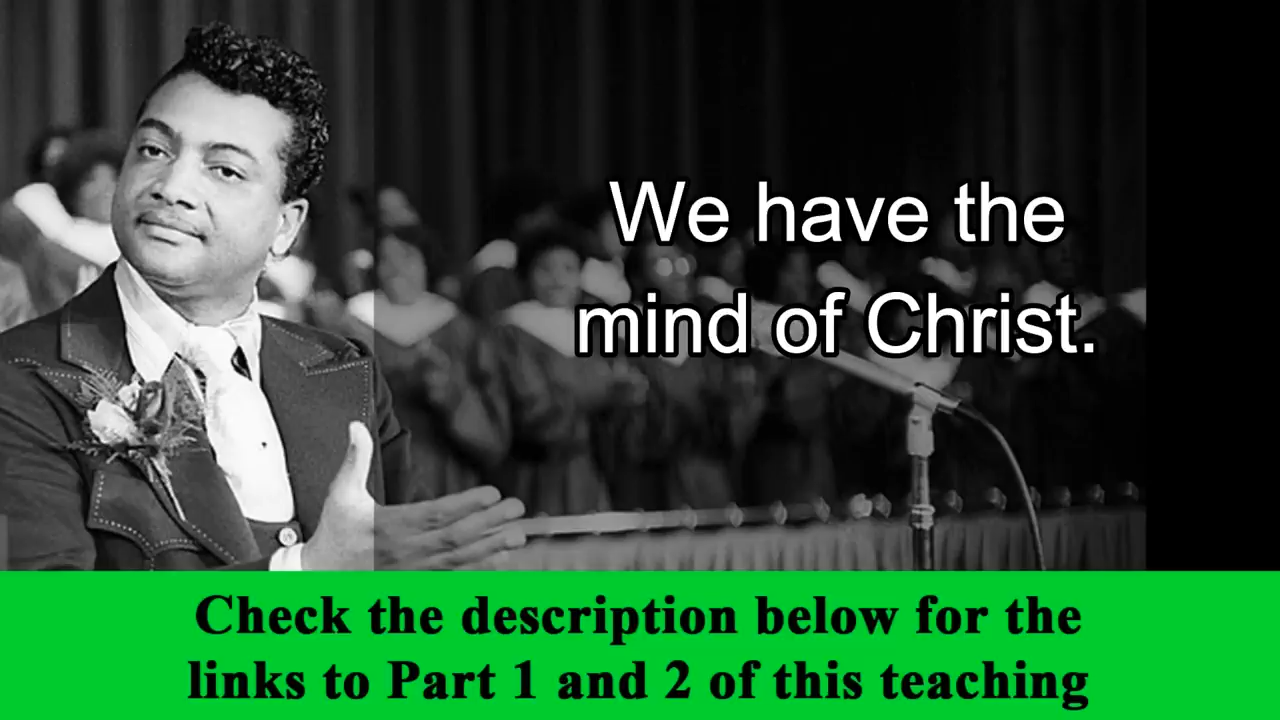 We have the
mind of Christ.
Check the description below for the
links to Part 1 and 2 of this teaching